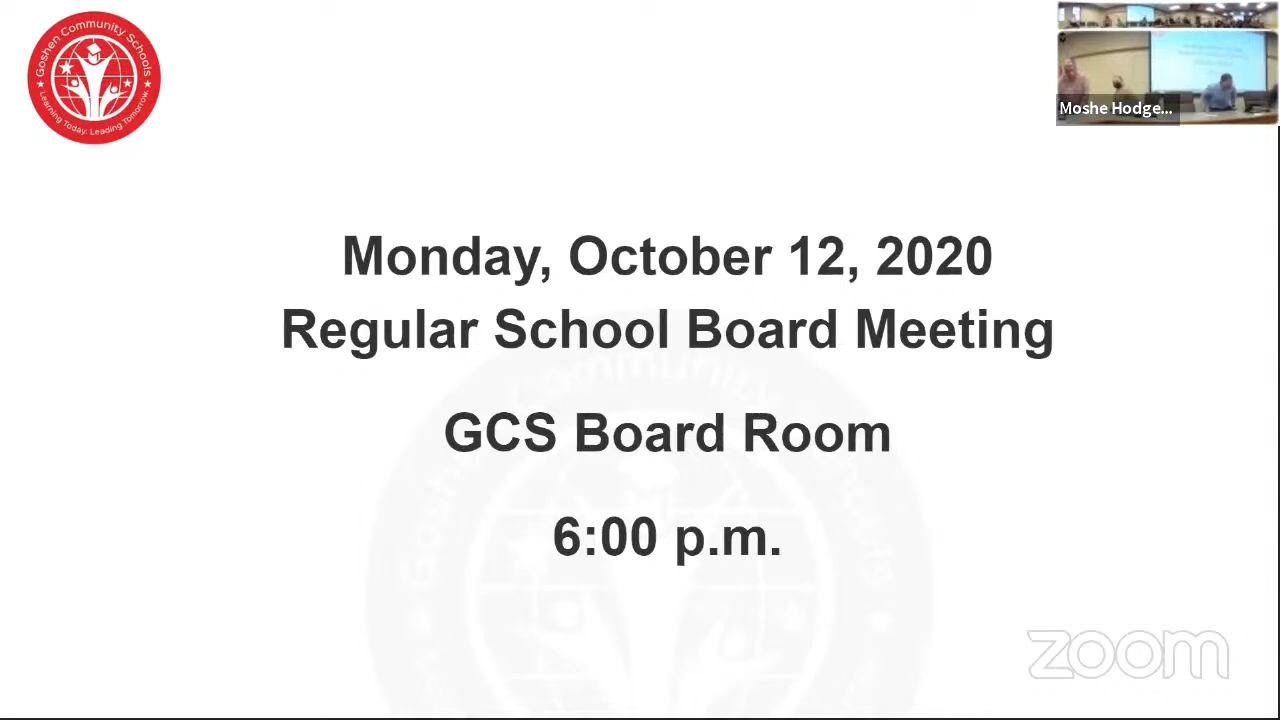 Goshen Community Schools
Learning Today. Leading Tomorrow.
Moshe Hodge...
Monday, October 12, 2020
Regular School Board Meeting
GCS Board Room
6:00 p.m.
zoom